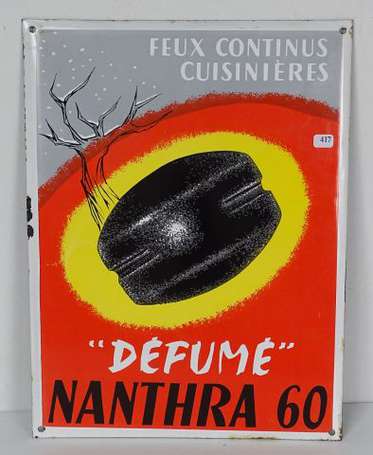 FEUX CONTINUS
CUISINIÈRES
417
"DÉFUMÉ"
NANTHRA 60